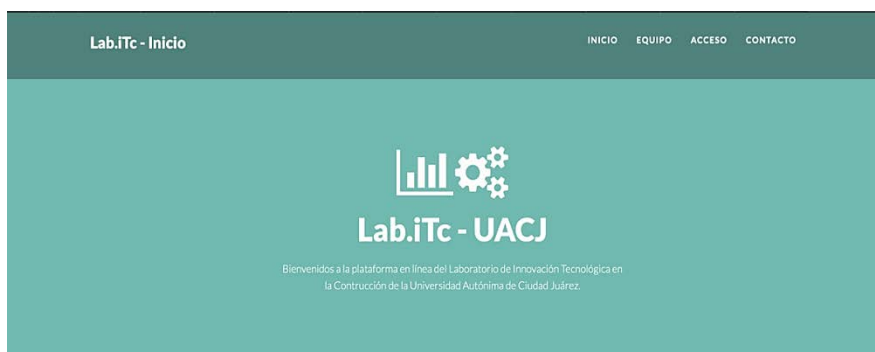 Lab.iTc - Inicio
INICIO EQUIPO ACCESO CONTACTO
Lab.iTc - UACJ
Bienvenidos a la plataforma en línea del Laboratorio de Innovación Tecnológica en
la Contrucción de la Universidad Autónima de Ciudad Juárez.